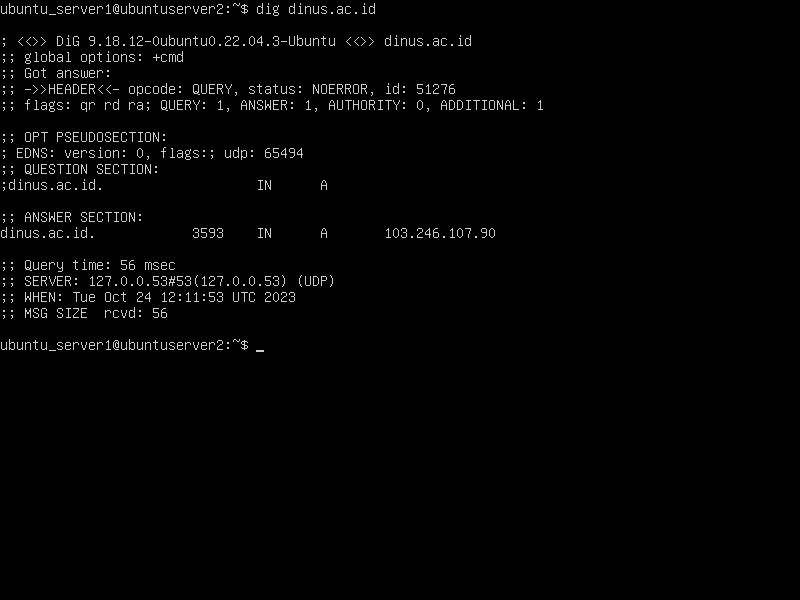 ubuntu_server1@ubuntuserver2:~$ dig dinus.ac.id
; <<>> DiG 9.18.12-0ubuntu0.22.04.3-Ubuntu <<>> dinus.ac.id
;; global options: +cmd
;; Got answer:
;; ->>HEADER<<- opcode: QUERY, status: NOERROR, id: 51276
;; flags: qr rd ra; QUERY: 1, ANSWER: 1, AUTHORITY: 0, ADDITIONAL: 1
;; OPT PSEUDOSECTION:
; EDNS: version: 0, flags:; udp: 65494
;; QUESTION SECTION:
;dinus.ac.id. IN A
;; ANSWER SECTION:
dinus.ac.id. 3593 IN A 103.246.107.90
;; Query time: 56 msec
;; SERVER: 127.0.0.53#53(127.0.0.53) (UDP)
;; WHEN: Tue Oct 24 12:11:53 UTC 2023
;; MSG SIZE rcvd: 56
ubuntu_server1@ubuntuserver2:~$ _